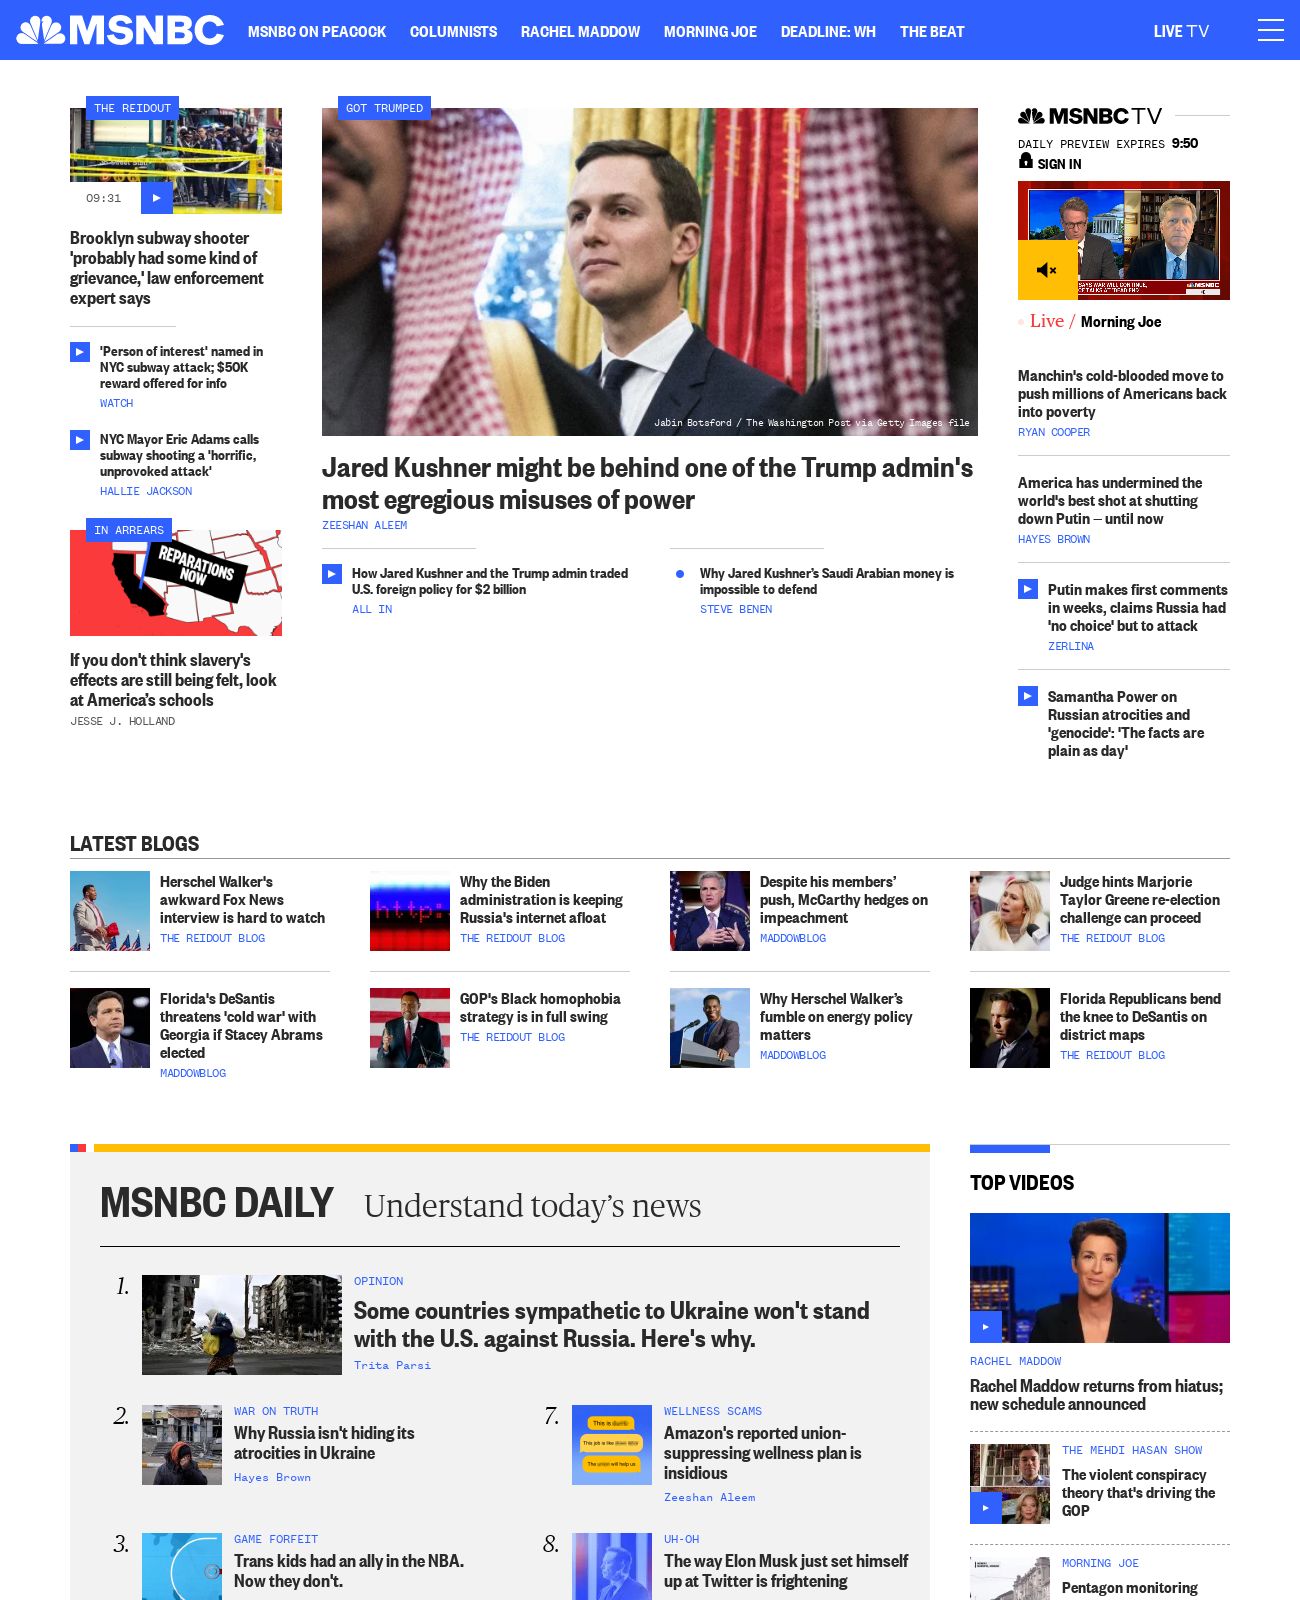 MSNBC
MSNBC ON PEACOCK COLUMNISTS RACHEL MADDOW MORNING JOE DEADLINE: WH THE BEAT LIVE TV
THE REIDOUT
09:31
Brooklyn subway shooter
'probably had some kind of
grievance,' law enforcement
expert says
'Person of interest' named in
NYC subway attack; $50K
reward offered for info
WATCH
NYC Mayor Eric Adams calls
subway shooting a 'horrific,
unprovoked attack'
HALLIE JACKSON
IN ARREARS
REPARATIONS
NOW
If you don't think slavery's
effects are still being felt, look
at America's schools
JESSE J. HOLLAND
GOT TRUMPED
Jabin Botsford / The Washington Post via Getty Images file
Jared Kushner might be behind one of the Trump admin's
most egregious misuses of power
ZEESHAN ALEEM
How Jared Kushner and the Trump admin traded
U.S. foreign policy for $2 billion
ALL IN
Why Jared Kushner's Saudi Arabian money is
impossible to defend
STEVE BENEN
MSNBC TV
DAILY PREVIEW EXPIRES 9:50
SIGN IN
SAYS WAR WILL CONTINUE,
MSNBC
Live / Morning Joe
Manchin's cold-blooded move to
push millions of Americans back
into poverty
RYAN COOPER
America has undermined the
world's best shot at shutting
down Putin — until now
HAYES BROWN
Putin makes first comments
in weeks, claims Russia had
'no choice' but to attack
ZERLINA
Samantha Power on
Russian atrocities and
'genocide': 'The facts are
plain as day'
LATEST BLOGS
Herschel Walker's
awkward Fox News
interview is hard to watch
THE REIDOUT BLOG
http:
Why the Biden
administration is keeping
Russia's internet afloat
THE REIDOUT BLOG
Despite his members'
push, McCarthy hedges on
impeachment
MADDOWBLOG
Judge hints Marjorie
Taylor Greene re-election
challenge can proceed
THE REIDOUT BLOG
Florida's DeSantis
threatens 'cold war' with
Georgia if Stacey Abrams
elected
MADDOWBLOG
GOP's Black homophobia
strategy is in full swing
THE REIDOUT BLOG
Why Herschel Walker's
fumble on energy policy
matters
MADDOWBLOG
Florida Republicans bend
the knee to DeSantis on
district maps
THE REIDOUT BLOG
MSNBC DAILY Understand today's news
1.
OPINION
Some countries sympathetic to Ukraine won't stand
with the U.S. against Russia. Here's why.
Trita Parsi
2.
WAR ON TRUTH
Why Russia isn't hiding its
atrocities in Ukraine
Hayes Brown
3.
GAME FORFEIT
Trans kids had an ally in the NBA.
Now they don't.
7.
This is dumb
This job is like
The union will help us
WELLNESS SCAMS
Amazon's reported union-
suppressing wellness plan is
insidious
Zeeshan Aleem
8.
UH-OH
The way Elon Musk just set himself
up at Twitter is frightening
TOP VIDEOS
RACHEL MADDOW
Rachel Maddow returns from hiatus;
new schedule announced
THE MEHDI HASAN SHOW
The violent conspiracy
theory that's driving the
GOP
MORNING JOE
Pentagon monitoring